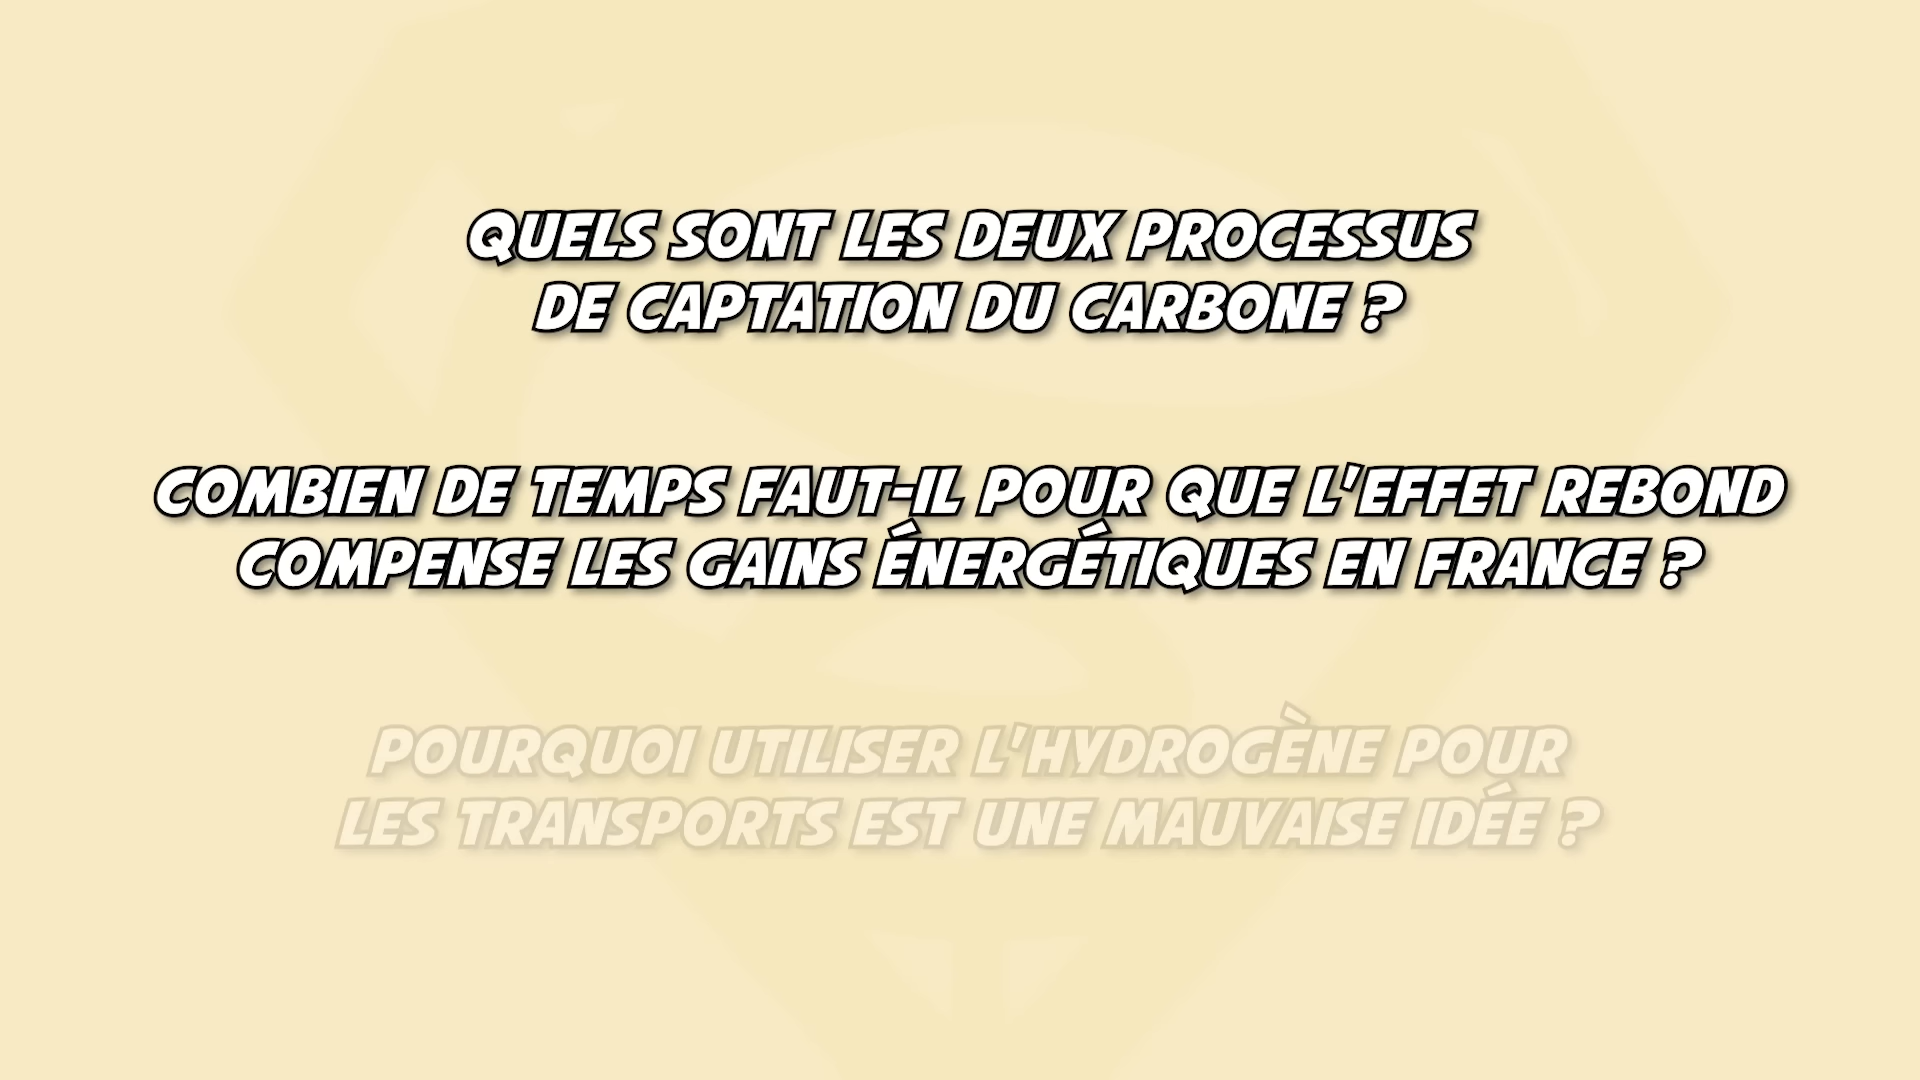 QUELS SONT LES DEUX PROCESSUS
DE CAPTATION DU CARBONE ?
COMBIEN DE TEMPS FAUT-IL POUR QUE L'EFFET REBOND
COMPENSE LES GAINS ÉNERGÉTIQUES EN FRANCE ?
POURQUOI UTILISER L'HYDROGÈNE POUR
LES TRANSPORTS EST UNE MAUVAISE IDÉE ?